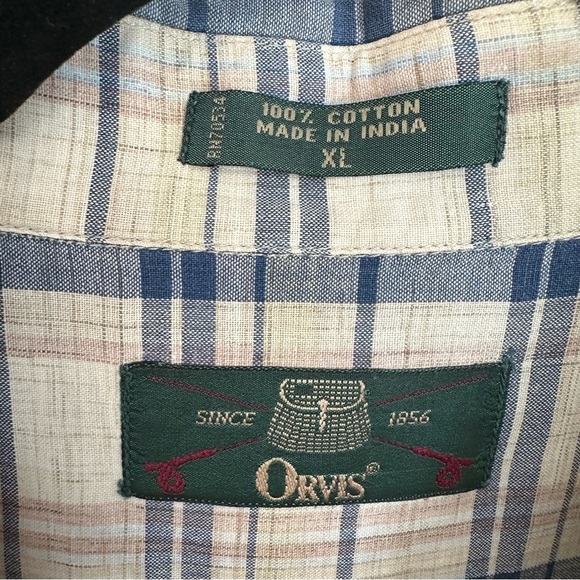 RN70534
100% COTTON
MADE IN INDIA
XL
SINCE 1856
ORVIS®